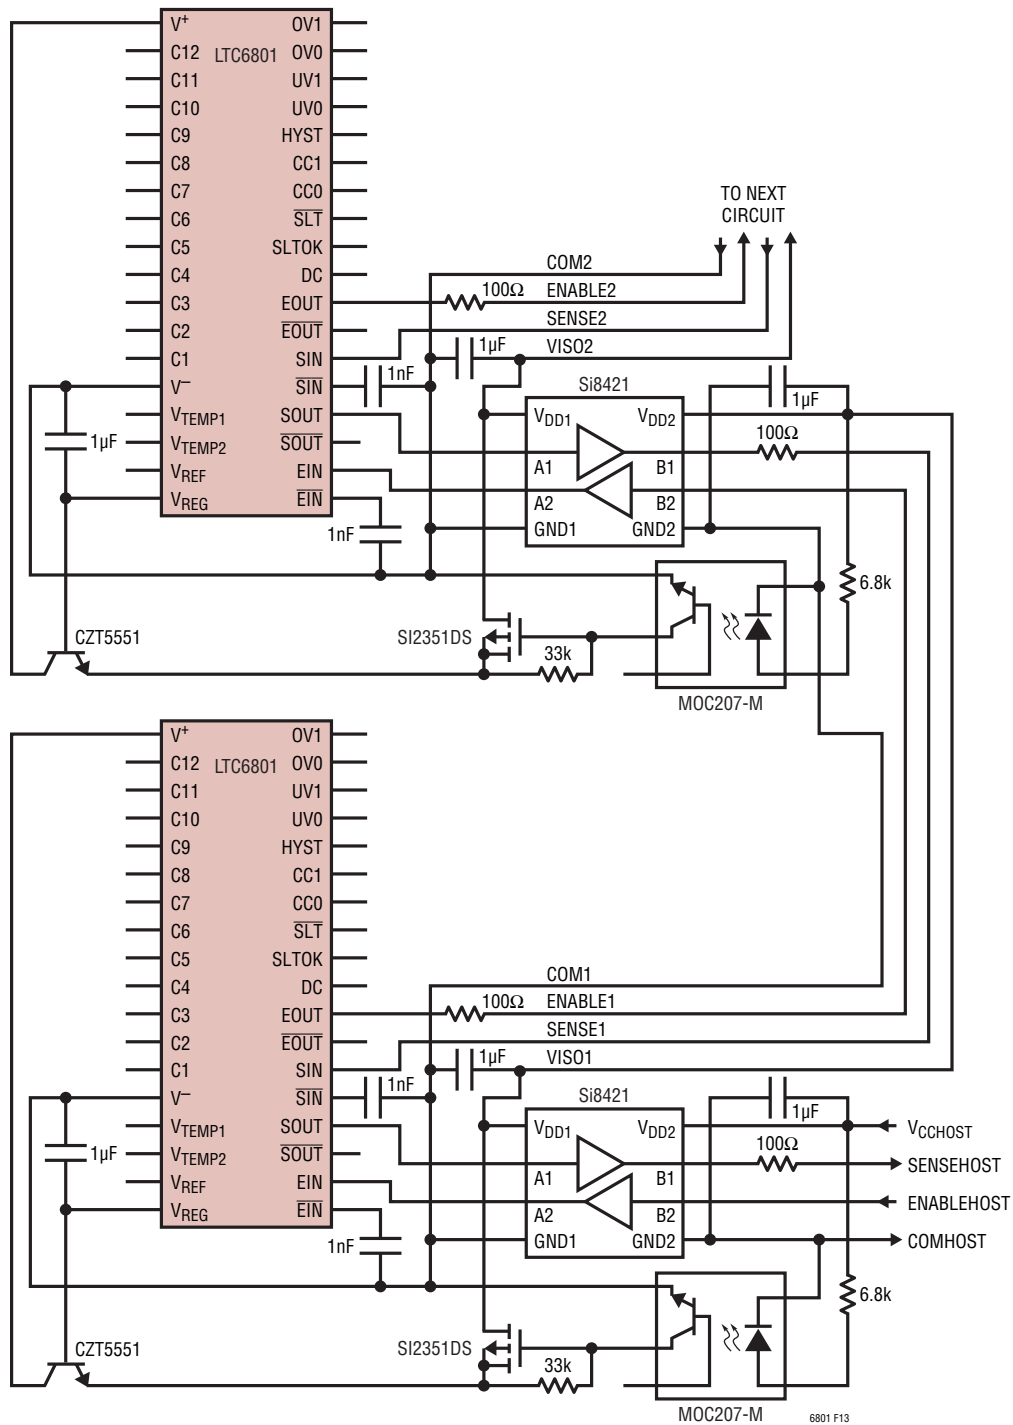 V+ OV1
C12 LTC6801 OV0
C11 UV1
C10 UV0
C9 HYST
C8 CC1
C7 CC0
C6 SLT
C5 SLTOK
C4 DC
C3 EOUT
C2 EOUT
C1 SIN
V– SIN
VTEMP1 SOUT
VTEMP2 SOUT
VREF EIN
VREG EIN
TO NEXT
CIRCUIT
COM2
100Ω ENABLE2
SENSE2
1µF VISO2
1nF
Si8421
1µF
VDD1 VDD2
100Ω
1µF
A1 B1
A2 B2
GND1 GND2
1nF
6.8k
CZT5551
SI2351DS
33k
MOC207-M
V+ OV1
C12 LTC6801 OV0
C11 UV1
C10 UV0
C9 HYST
C8 CC1
C7 CC0
C6 SLT
C5 SLTOK
C4 DC
C3 EOUT
C2 EOUT
C1 SIN
V– SIN
VTEMP1 SOUT
VTEMP2 SOUT
VREF EIN
VREG EIN
COM1
100Ω ENABLE1
SENSE1
1µF VISO1
1nF
Si8421
1µF
VDD1 VDD2
VCCHOST
100Ω
1µF
SENSEHOST
A1 B1
ENABLEHOST
A2 B2
GND1 GND2
COMHOST
1nF
6.8k
CZT5551
SI2351DS
33k
MOC207-M
6801 F13